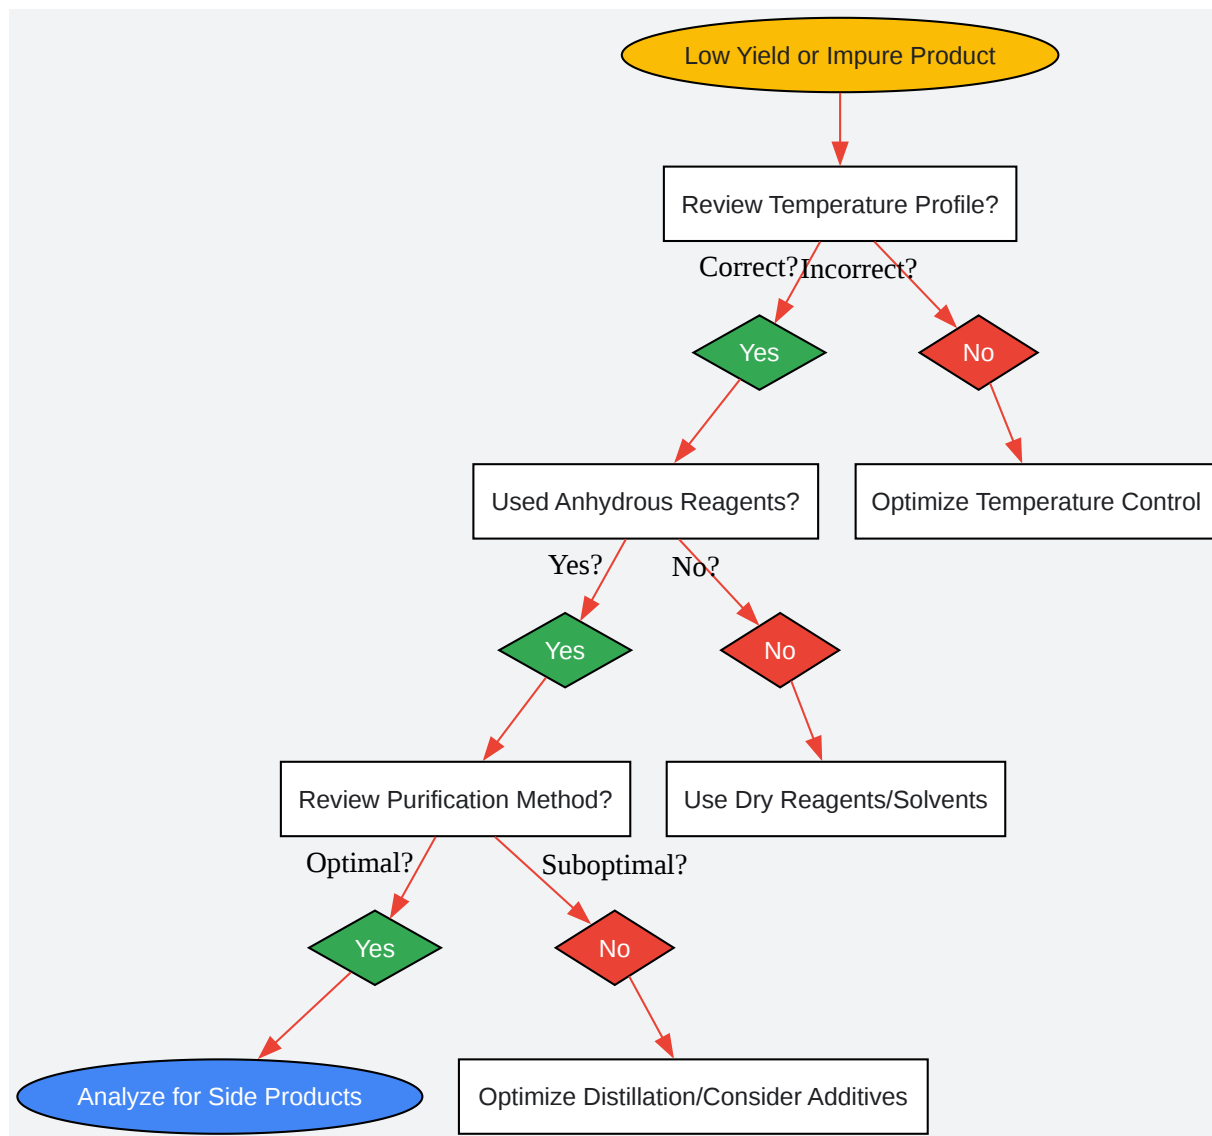 Low Yield or Impure Product
Review Temperature Profile?
Correct?
Incorrect?
Yes
No
Used Anhydrous Reagents?
Optimize Temperature Control
Yes?
No?
Yes
No
Review Purification Method?
Use Dry Reagents/Solvents
Optimal?
Suboptimal?
Yes
No
Analyze for Side Products
Optimize Distillation/Consider Additives